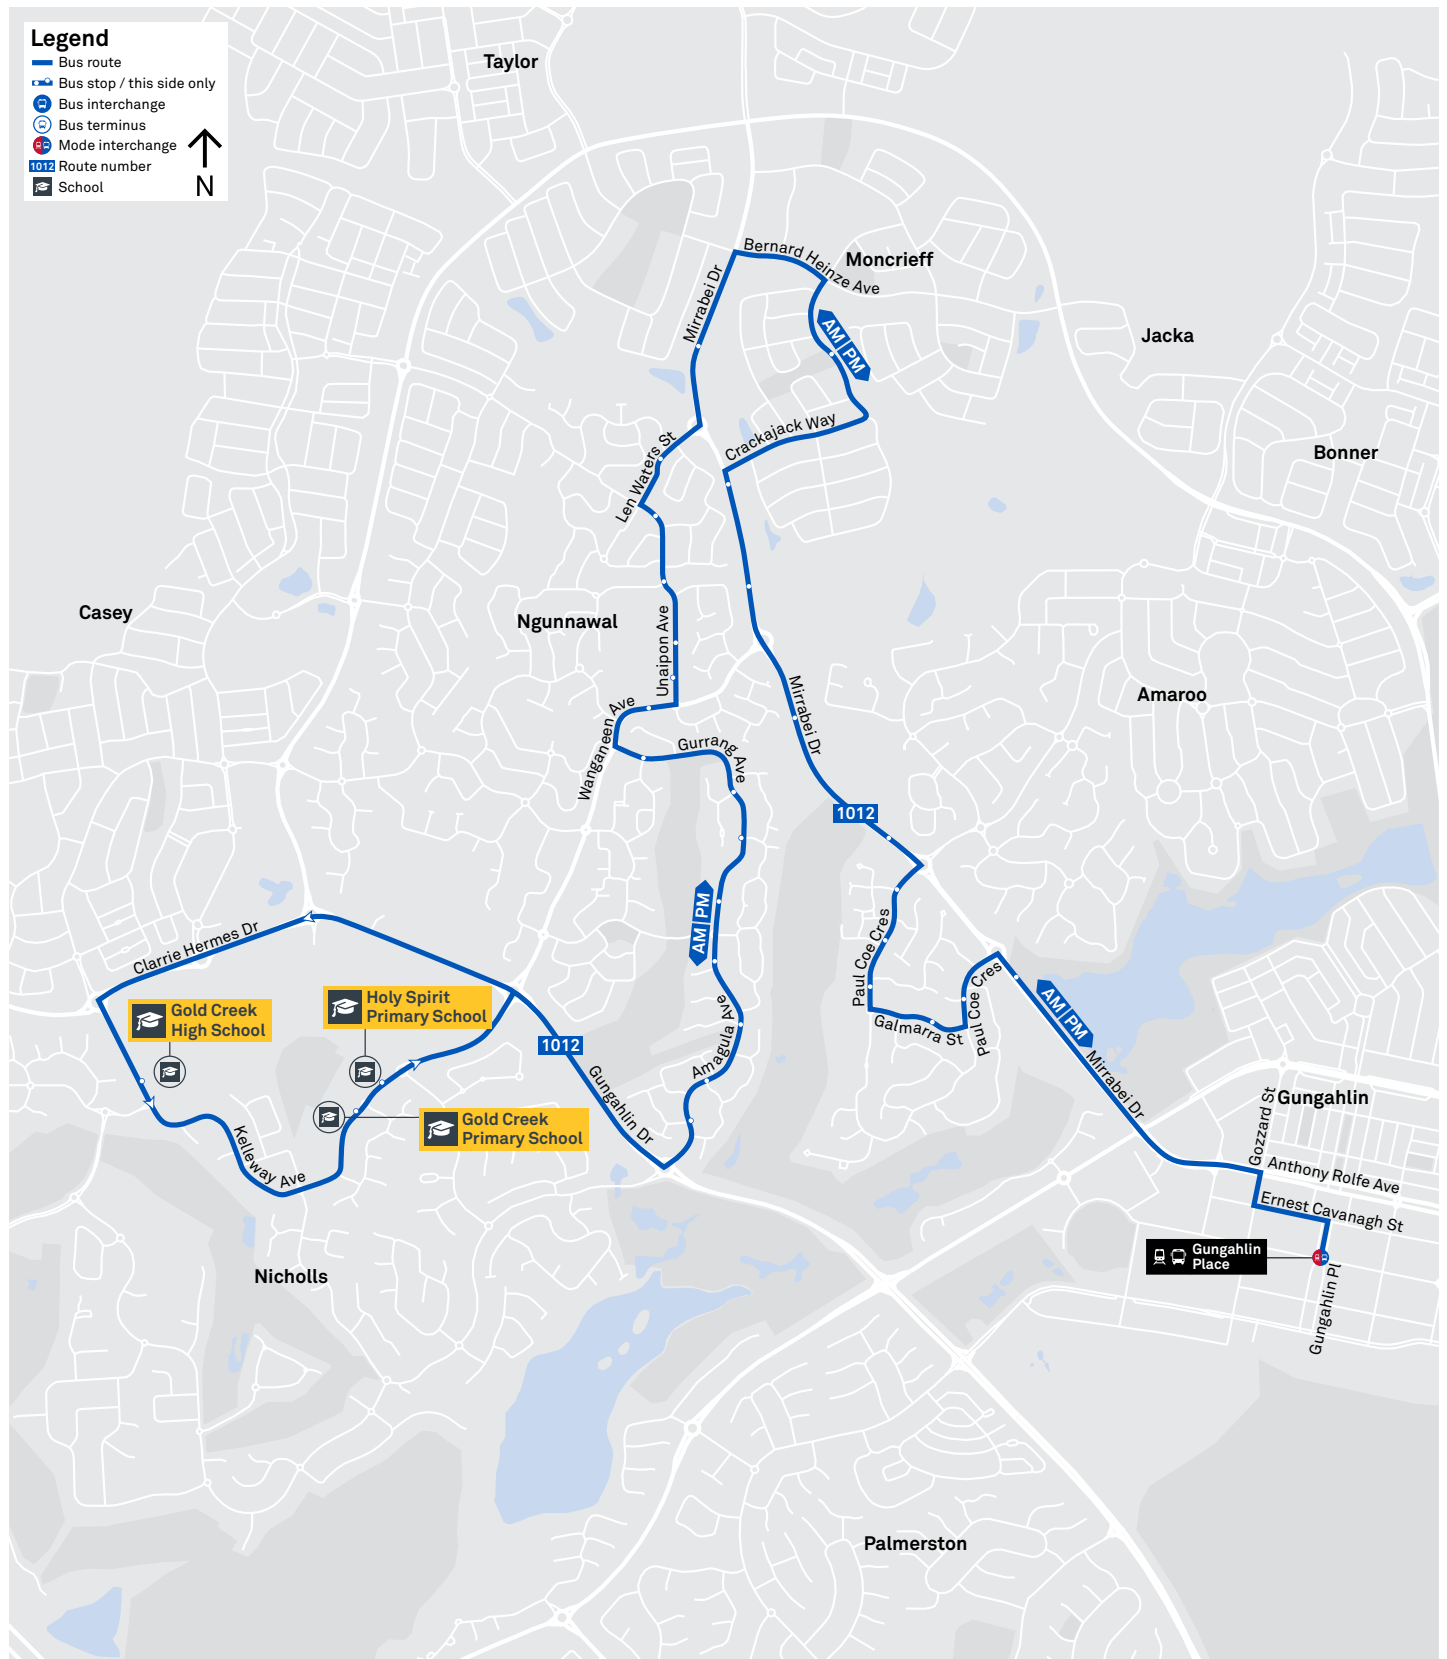 Legend
Bus route
Bus stop / this side only
Bus interchange
Bus terminus
Mode interchange
1012 Route number
School
N
Taylor
Bernard Heinze Ave
Moncrieff
Mirrabei Dr
AM PM
Jacka
Crackajack Way
Len Waters St
Bonner
Casey
Ngunnawal
Unaipon Ave
Mirrabei Dr
Amaroo
Wanganeen Ave
Gurrang Ave
1012
AM PM
Paul Coe Cres
Clarrie Hermes Dr
Galmarra St
Paul Coe Cres
AM PM
Gold Creek
High School
Holy Spirit
Primary School
Amagula Ave
1012
Gungahlin Dr
Mirrabei Dr
Gungahlin
Gozzard St
Gold Creek
Primary School
Kelleway Ave
Anthony Rolfe Ave
Ernest Cavanagh St
Gungahlin
Place
Gungahlin Pl
Nicholls
Palmerston